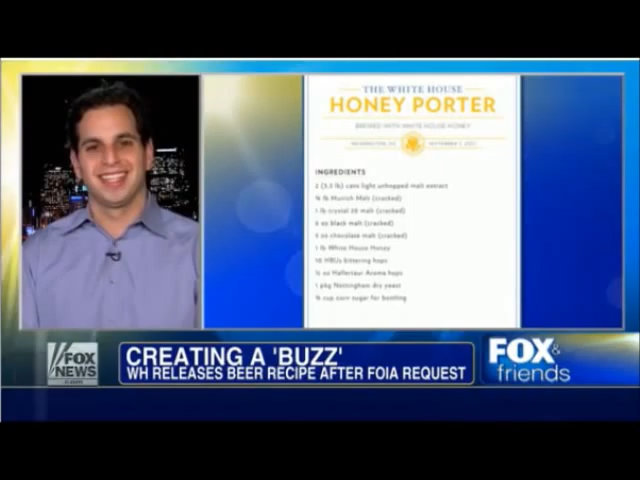 THE WHITE HOUSE
HONEY PORTER
BREWED WITH WHITE HOUSE HONEY
INGREDIENTS
2 (3.3 lb) cans light unhopped malt extract
¾ lb Munich Malt (cracked)
1 lb crystal 20 malt (cracked)
6 oz black malt (cracked)
3 oz chocolate malt (cracked)
1 lb White House Honey
10 HBUs bittering hops
½ oz Hallertaur Aroma hops
1 pkg Nottingham dry yeast
¾ cup corn sugar for bottling
FOX
NEWS
.com
CREATING A 'BUZZ'
WH RELEASES BEER RECIPE AFTER FOIA REQUEST
FOX &
friends